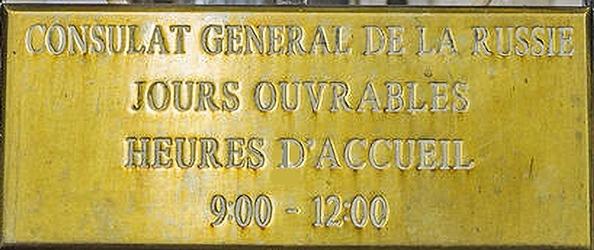 CONSULAT GENERAL DE LA RUSSIE
JOURS OUVRABLES
HEURES D'ACCUEIL
9:00 - 12:00